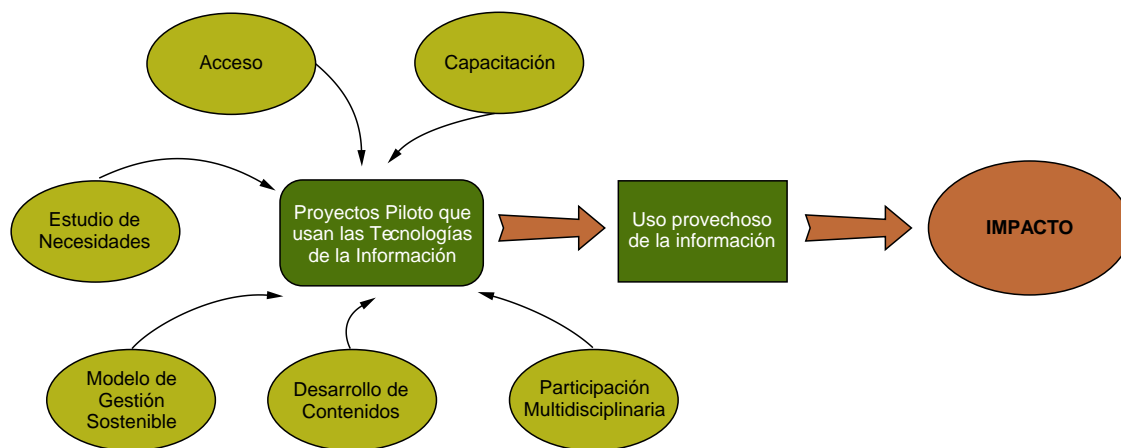 Acceso
Capacitación
Estudio de
Necesidades
Proyectos Piloto que
usan las Tecnologías
de la Información
Uso provechoso
de la información
IMPACTO
Modelo de
Gestión
Sostenible
Desarrollo de
Contenidos
Participación
Multidisciplinaria